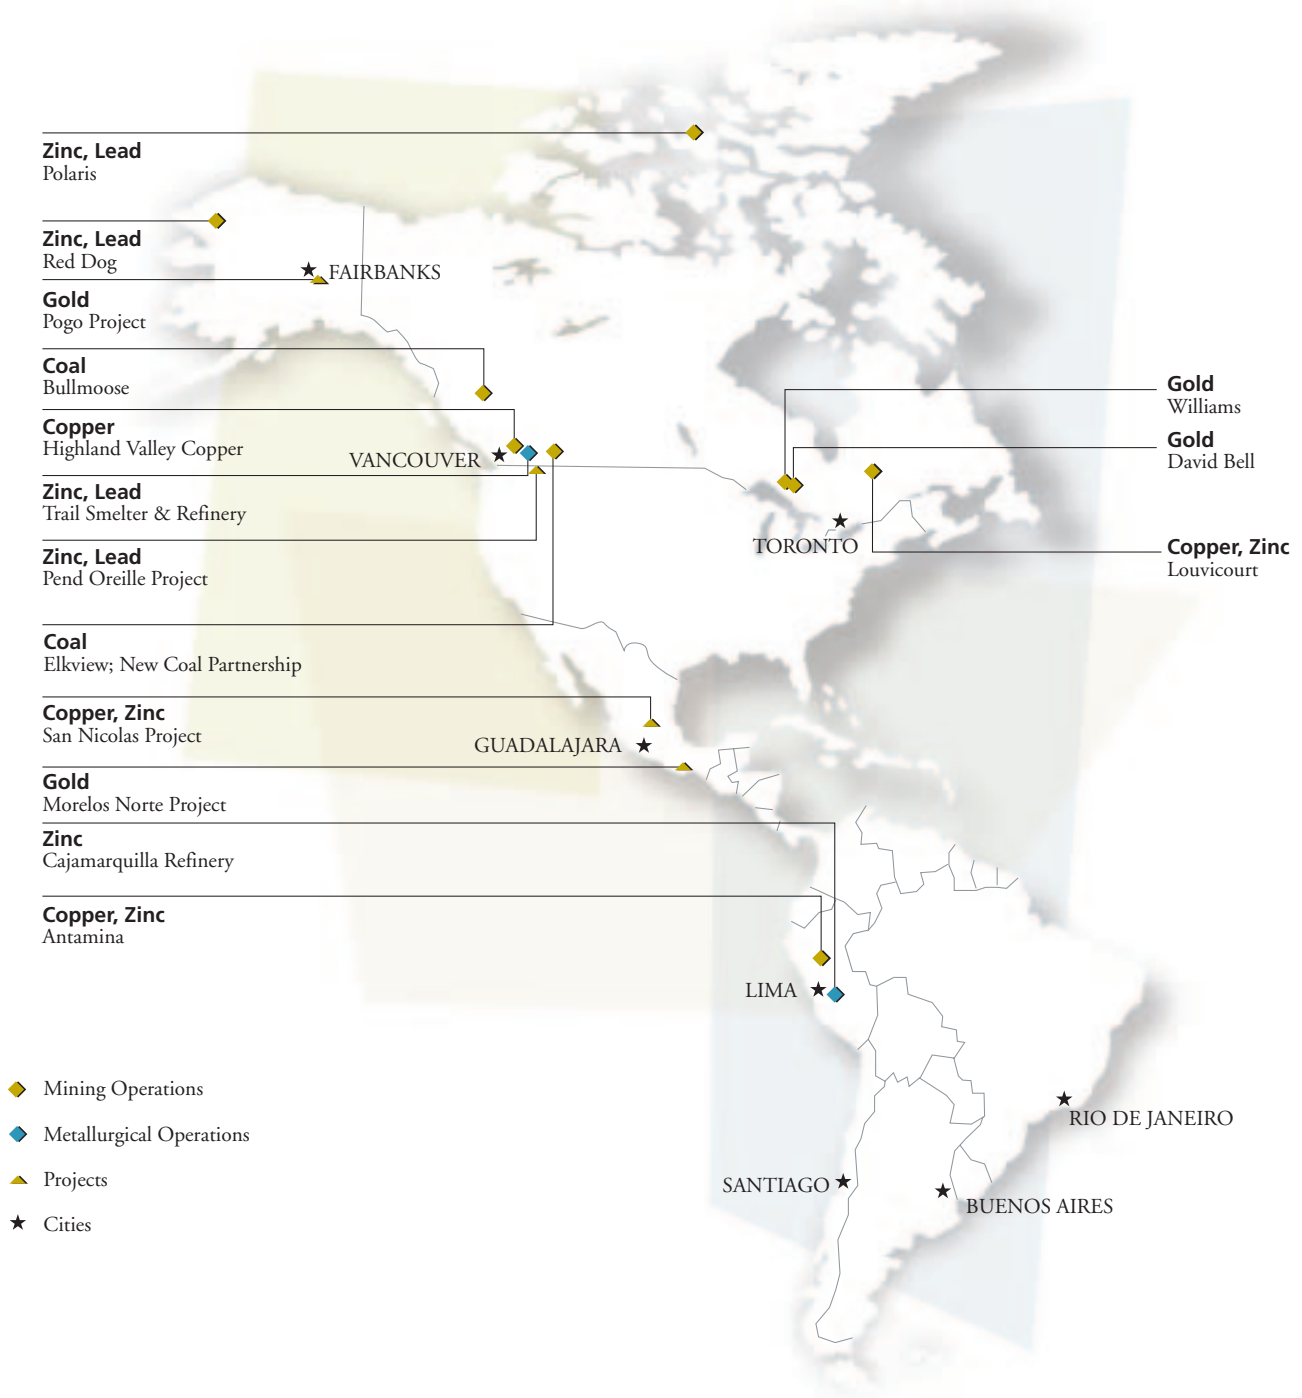 Zinc, Lead
Polaris
Zinc, Lead
Red Dog
FAIRBANKS
Gold
Pogo Project
Coal
Bullmoose
Copper
Highland Valley Copper
VANCOUVER
Zinc, Lead
Trail Smelter & Refinery
Zinc, Lead
Pend Oreille Project
Coal
Elkview; New Coal Partnership
Copper, Zinc
San Nicolas Project
GUADALAJARA
Gold
Morelos Norte Project
Zinc
Cajamarquilla Refinery
Copper, Zinc
Antamina
Gold
Williams
Gold
David Bell
TORONTO
Copper, Zinc
Louvicourt
LIMA
RIO DE JANEIRO
SANTIAGO
BUENOS AIRES
Mining Operations
Metallurgical Operations
Projects
Cities